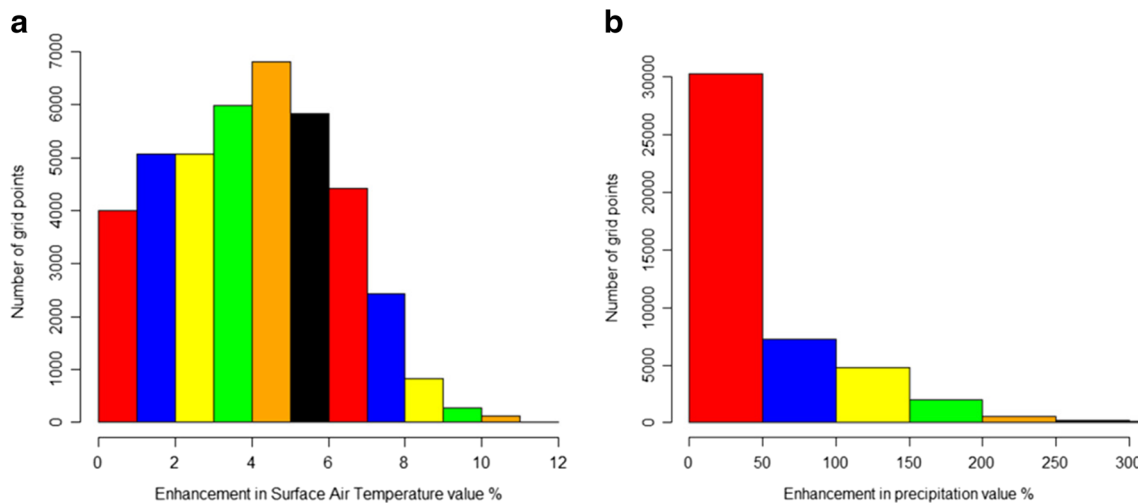 a
Number of grid points
0
1000
2000
3000
4000
5000
6000
7000
0 2 4 6 8 10 12
Enhancement in Surface Air Temperature value %
b
Number of grid points
0
5000
10000
15000
20000
25000
30000
0 50 100 150 200 250 300
Enhancement in precipitation value %